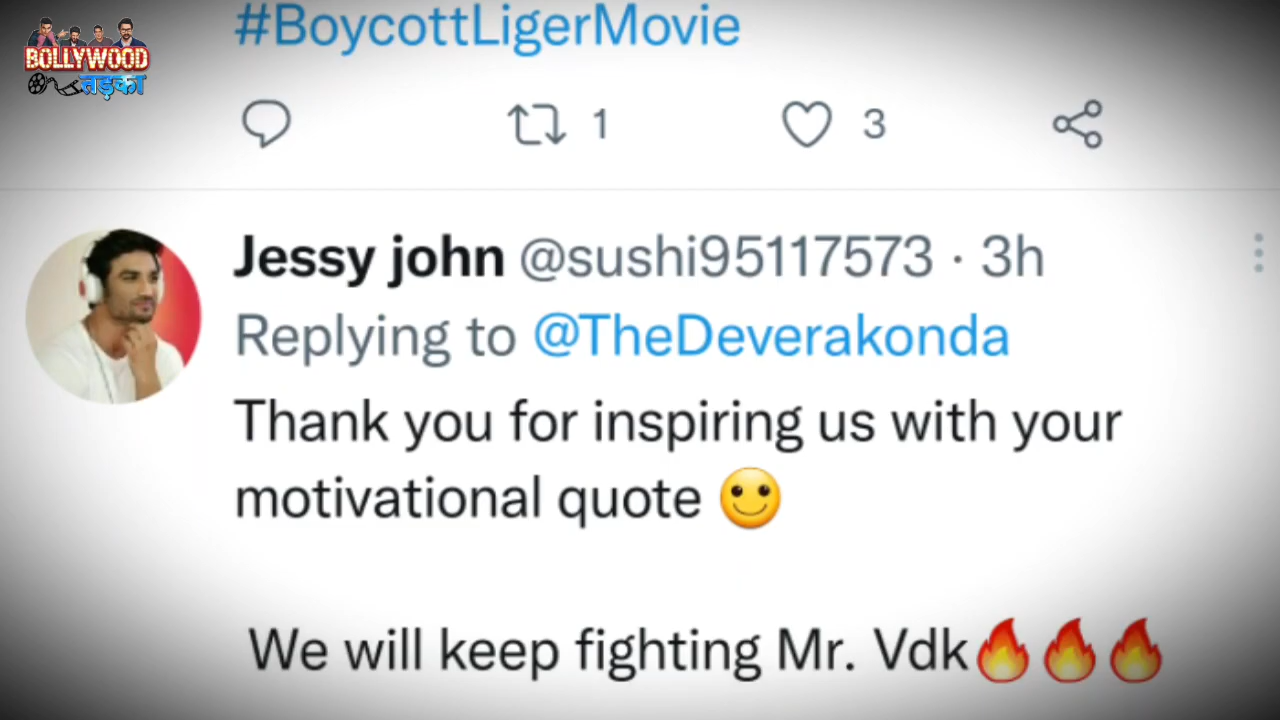 BOLLYWOOD
तड़का
#BoycottLigerMovie
1
3
Jessy john @sushi95117573 · 3h
Replying to @TheDeverakonda
Thank you for inspiring us with your
motivational quote 🙂
We will keep fighting Mr. Vdk🔥🔥🔥